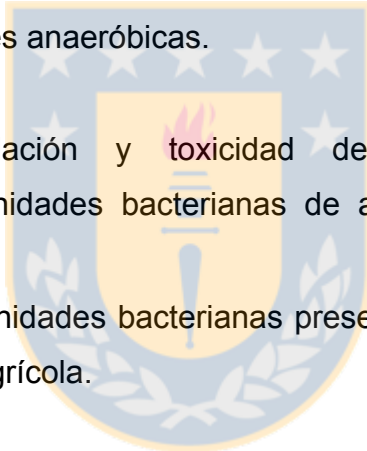 es anaeróbicas.
ación y toxicidad de
nidades bacterianas de a
nidades bacterianas prese
grícola.